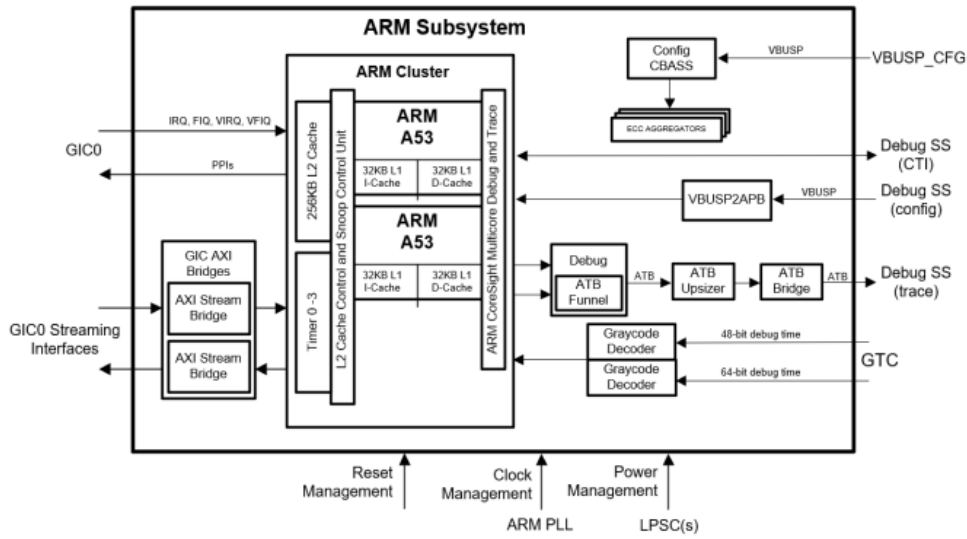 ARM Subsystem
ARM Cluster
Config
CBASS
VBUSP
VBUSP_CFG
ECC AGGREGATORS
IRQ, FIQ, VIRQ, VFIQ
GIC0
PPIs
256KB L2 Cache
L2 Cache Control and Snoop Control Unit
ARM
A53
32KB L1
I-Cache
32KB L1
D-Cache
ARM
A53
32KB L1
I-Cache
32KB L1
D-Cache
ARM CoreSight Multicore Debug and Trace
Timer 0 -3
Debug SS
(CTI)
VBUSP2APB
VBUSP
Debug SS
(config)
GIC AXI
Bridges
AXI Stream
Bridge
AXI Stream
Bridge
GIC0 Streaming
Interfaces
Debug
ATB
Funnel
ATB
ATB
Upsizer
ATB
Bridge
ATB
Debug SS
(trace)
Graycode
Decoder
48-bit debug time
Graycode
Decoder
64-bit debug time
GTC
Reset
Management
Clock
Management
Power
Management
ARM PLL
LPSC(s)